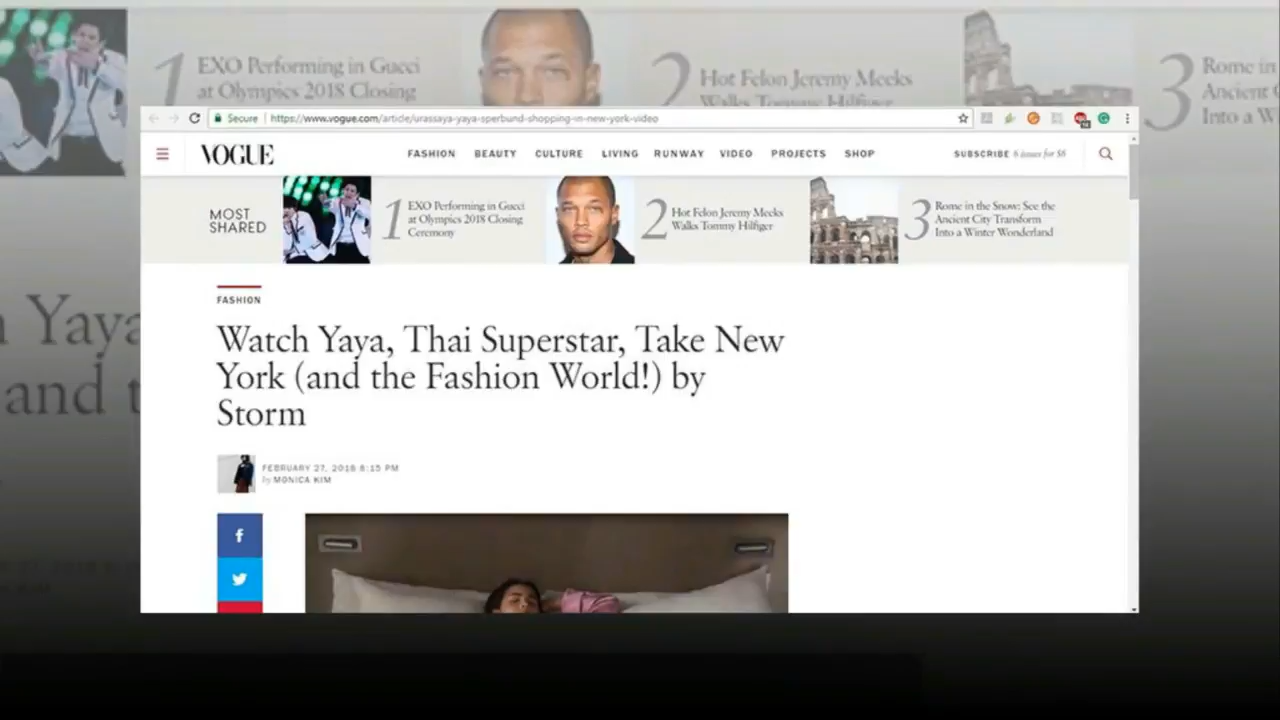 1 EXO Performing in Gucci
at Olympics 2018 Closing
2 Hot Felon Jeremy Meeks
Walks Tommy Hilfiger
3 Rome in
Ancient C
Into a W
Secure https://www.vogue.com/article/urassaya-yaya-sperbund-shopping-in-new-york-video
VOGUE FASHION BEAUTY CULTURE LIVING RUNWAY VIDEO PROJECTS SHOP SUBSCRIBE 6 issues for $6
MOST
SHARED
1 EXO Performing in Gucci
at Olympics 2018 Closing
Ceremony
2 Hot Felon Jeremy Meeks
Walks Tommy Hilfiger
3 Rome in the Snow: See the
Ancient City Transform
Into a Winter Wonderland
FASHION
Yaya
and t
Watch Yaya, Thai Superstar, Take New
York (and the Fashion World!) by
Storm
FEBRUARY 27, 2018 6:15 PM
by MONICA KIM